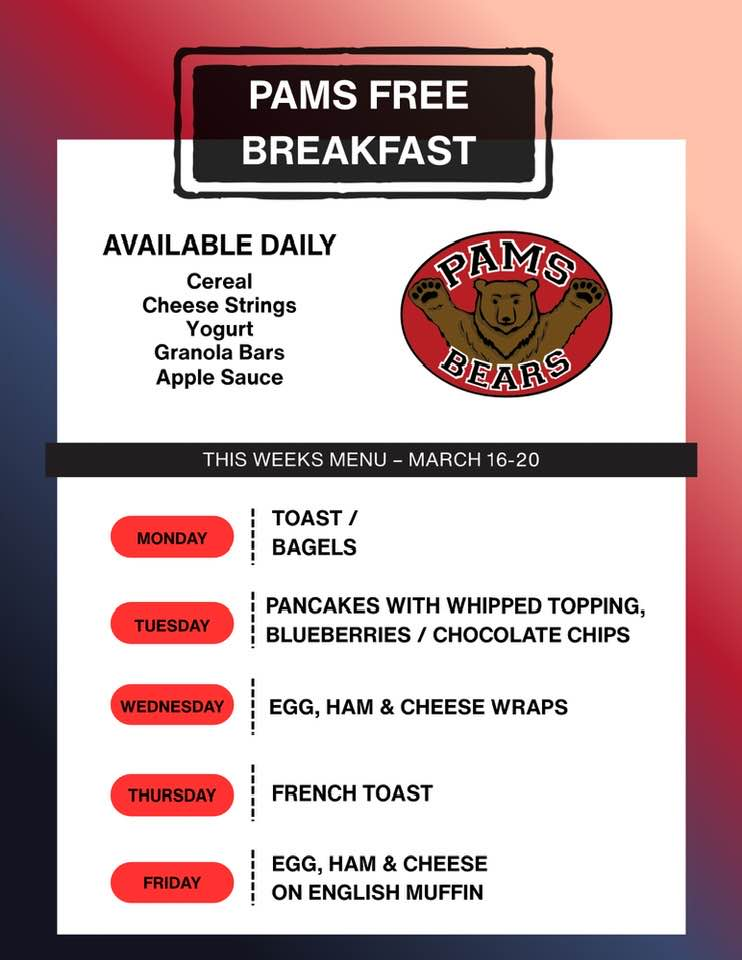 PAMS FREE
BREAKFAST
AVAILABLE DAILY
Cereal
Cheese Strings
Yogurt
Granola Bars
Apple Sauce
PAMS
BEARS
THIS WEEKS MENU – MARCH 16-20
MONDAY
TOAST /
BAGELS
TUESDAY
PANCAKES WITH WHIPPED TOPPING,
BLUEBERRIES / CHOCOLATE CHIPS
WEDNESDAY
EGG, HAM & CHEESE WRAPS
THURSDAY
FRENCH TOAST
FRIDAY
EGG, HAM & CHEESE
ON ENGLISH MUFFIN